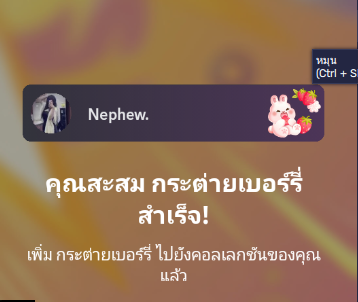 หมุน
(Ctrl + S
Nephew.
คุณสะสม กระต่ายเบอร์รี่
สำเร็จ!
เพิ่ม กระต่ายเบอร์รี่ ไปยังคอลเลกชันของคุณ
แล้ว